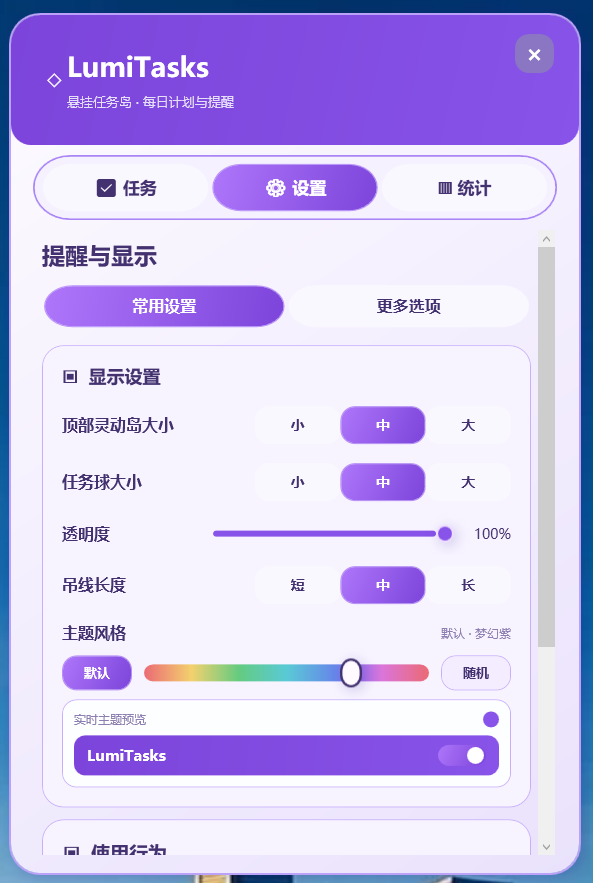 LumiTasks
悬挂任务岛 · 每日计划与提醒
任务 设置 统计
提醒与显示
常用设置 更多选项
显示设置
顶部灵动岛大小 小 中 大
任务球大小 小 中 大
透明度 100%
吊线长度 短 中 长
主题风格 默认 · 梦幻紫
默认 随机
实时主题预览
LumiTasks
使用行为